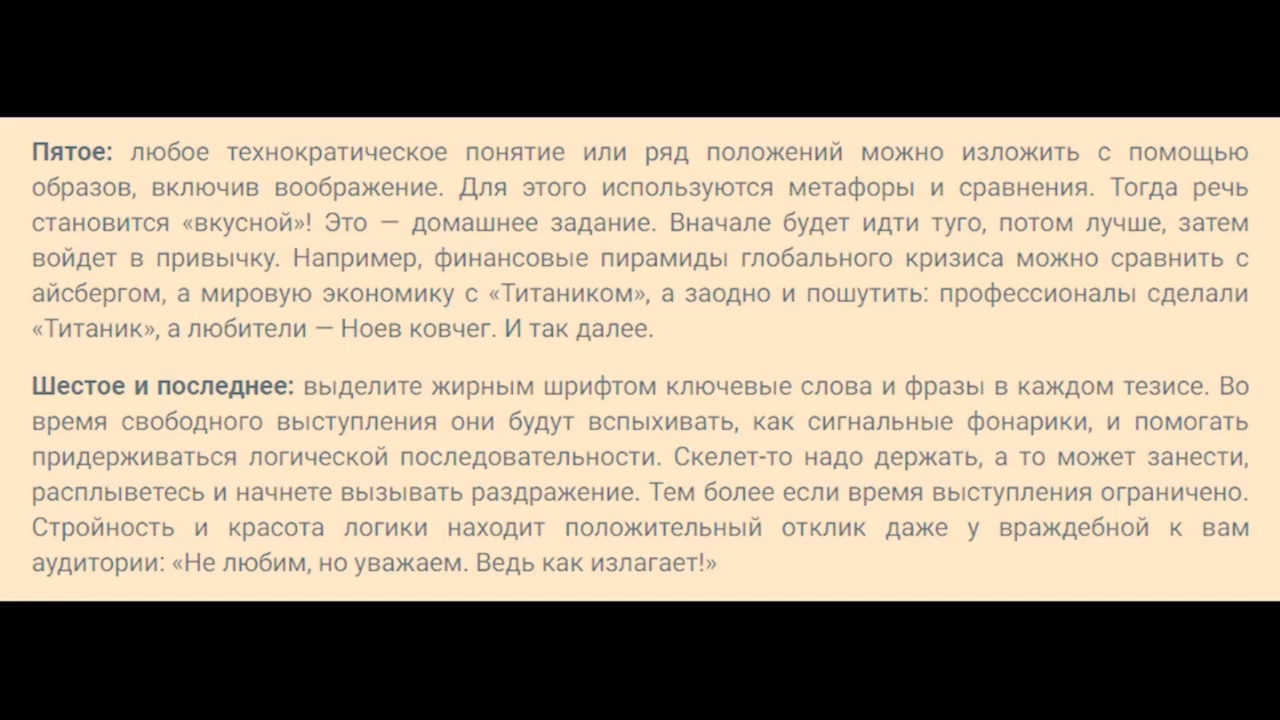 Пятое: любое технократическое понятие или ряд положений можно изложить с помощью
образов, включив воображение. Для этого используются метафоры и сравнения. Тогда речь
становится «вкусной»! Это — домашнее задание. Вначале будет идти туго, потом лучше, затем
войдет в привычку. Например, финансовые пирамиды глобального кризиса можно сравнить с
айсбергом, а мировую экономику с «Титаником», а заодно и пошутить: профессионалы сделали
«Титаник», а любители — Ноев ковчег. И так далее.
Шестое и последнее: выделите жирным шрифтом ключевые слова и фразы в каждом тезисе. Во
время свободного выступления они будут вспыхивать, как сигнальные фонарики, и помогать
придерживаться логической последовательности. Скелет-то надо держать, а то может занести,
расплыветесь и начнете вызывать раздражение. Тем более если время выступления ограничено.
Стройность и красота логики находит положительный отклик даже у враждебной к вам
аудитории: «Не любим, но уважаем. Ведь как излагает!»